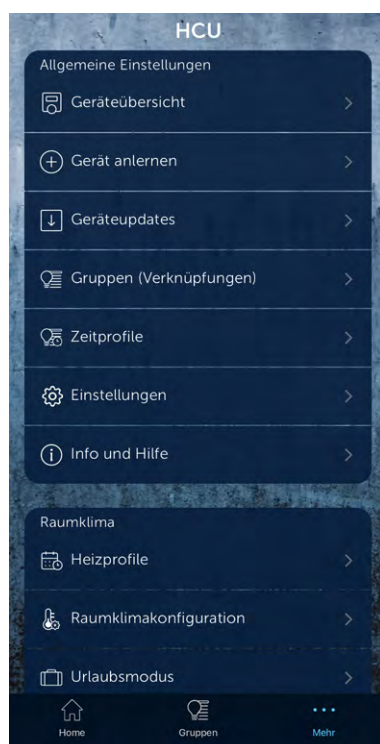 HCU
Allgemeine Einstellungen
Geräteübersicht
Gerät anlernen
Geräteupdates
Gruppen (Verknüpfungen)
Zeitprofile
Einstellungen
Info und Hilfe
Raumklima
Heizprofile
Raumklimakonfiguration
Urlaubsmodus
Home Gruppen Mehr